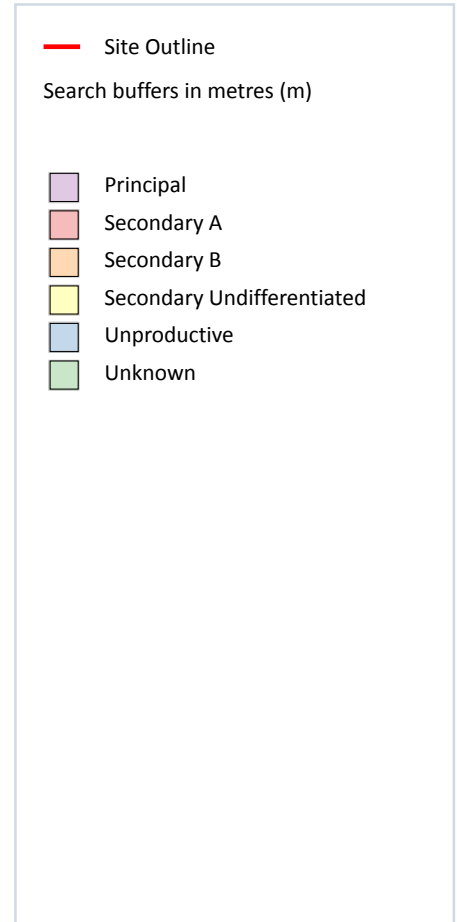 Site Outline
Search buffers in metres (m)
Principal
Secondary A
Secondary B
Secondary Undifferentiated
Unproductive
Unknown